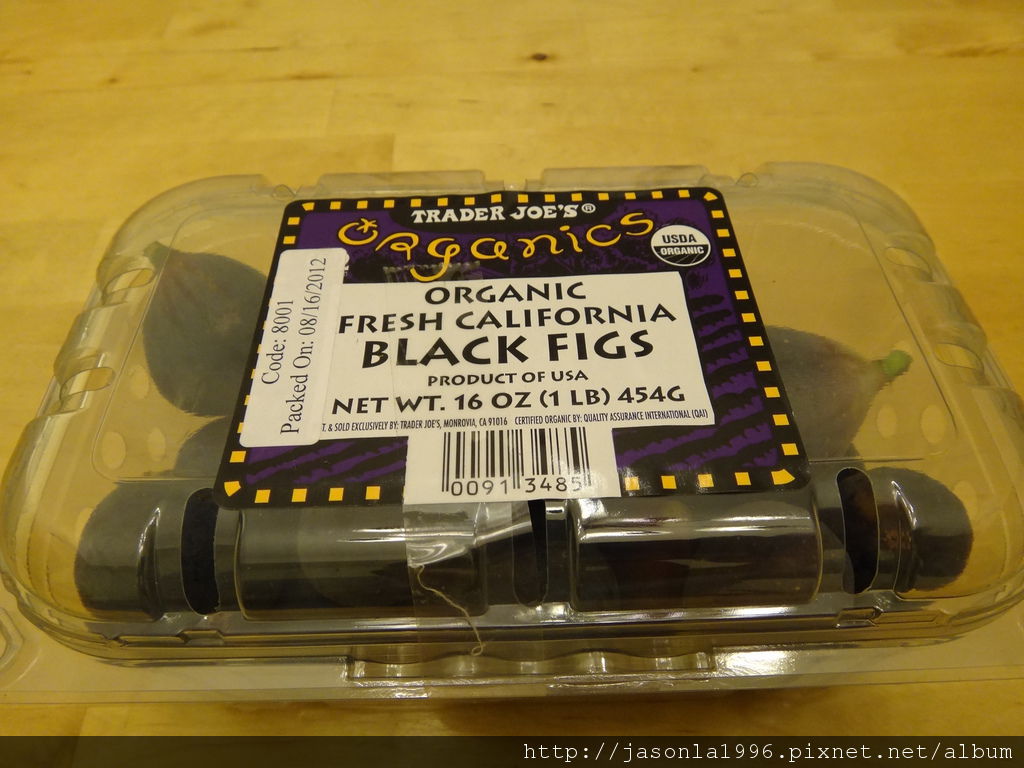 TRADER JOE'S®
Organics
USDA
ORGANIC
Code: 8001
Packed On: 08/16/2012
ORGANIC
FRESH CALIFORNIA
BLACK FIGS
PRODUCT OF USA
NET WT. 16 OZ (1 LB) 454G
& SOLD EXCLUSIVELY BY: TRADER JOE'S, MONROVIA, CA 91016 CERTIFIED ORGANIC BY: QUALITY ASSURANCE INTERNATIONAL (QAI)
0091 3485
http://jasonla1996.pixnet.net/album